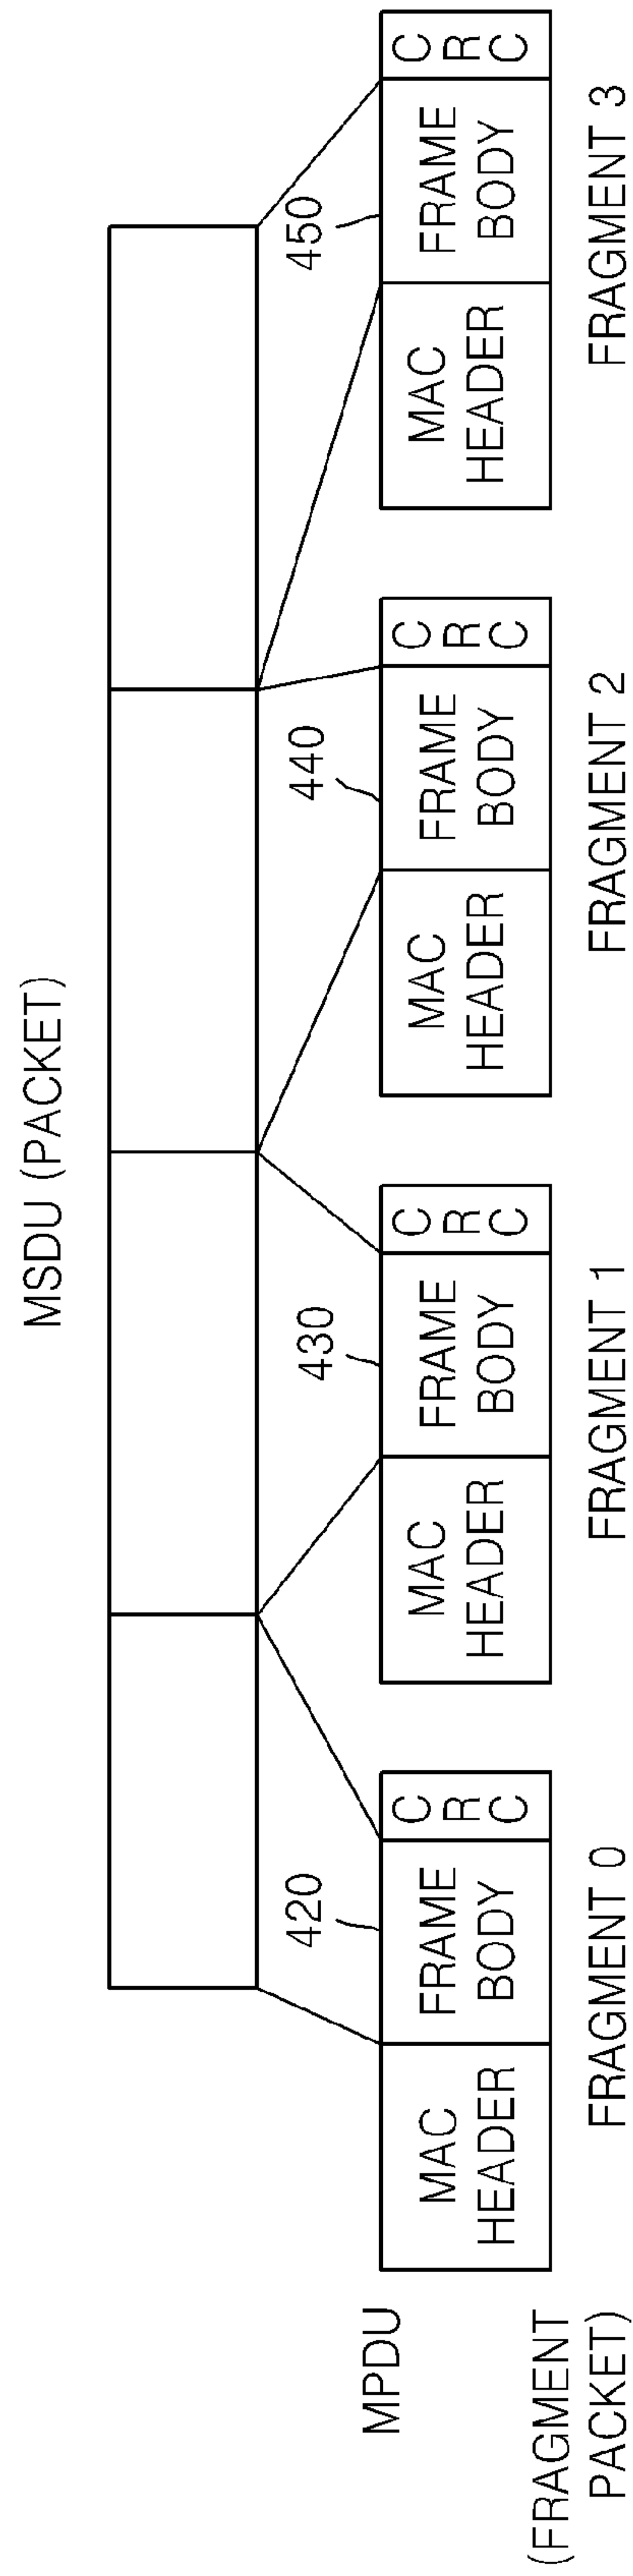 MSDU (PACKET)
420
430
440
450
MPDU
MAC
HEADER
FRAME
BODY
C
R
C
MAC
HEADER
FRAME
BODY
C
R
C
MAC
HEADER
FRAME
BODY
C
R
C
MAC
HEADER
FRAME
BODY
C
R
C
(FRAGMENT
PACKET)
FRAGMENT 0
FRAGMENT 1
FRAGMENT 2
FRAGMENT 3